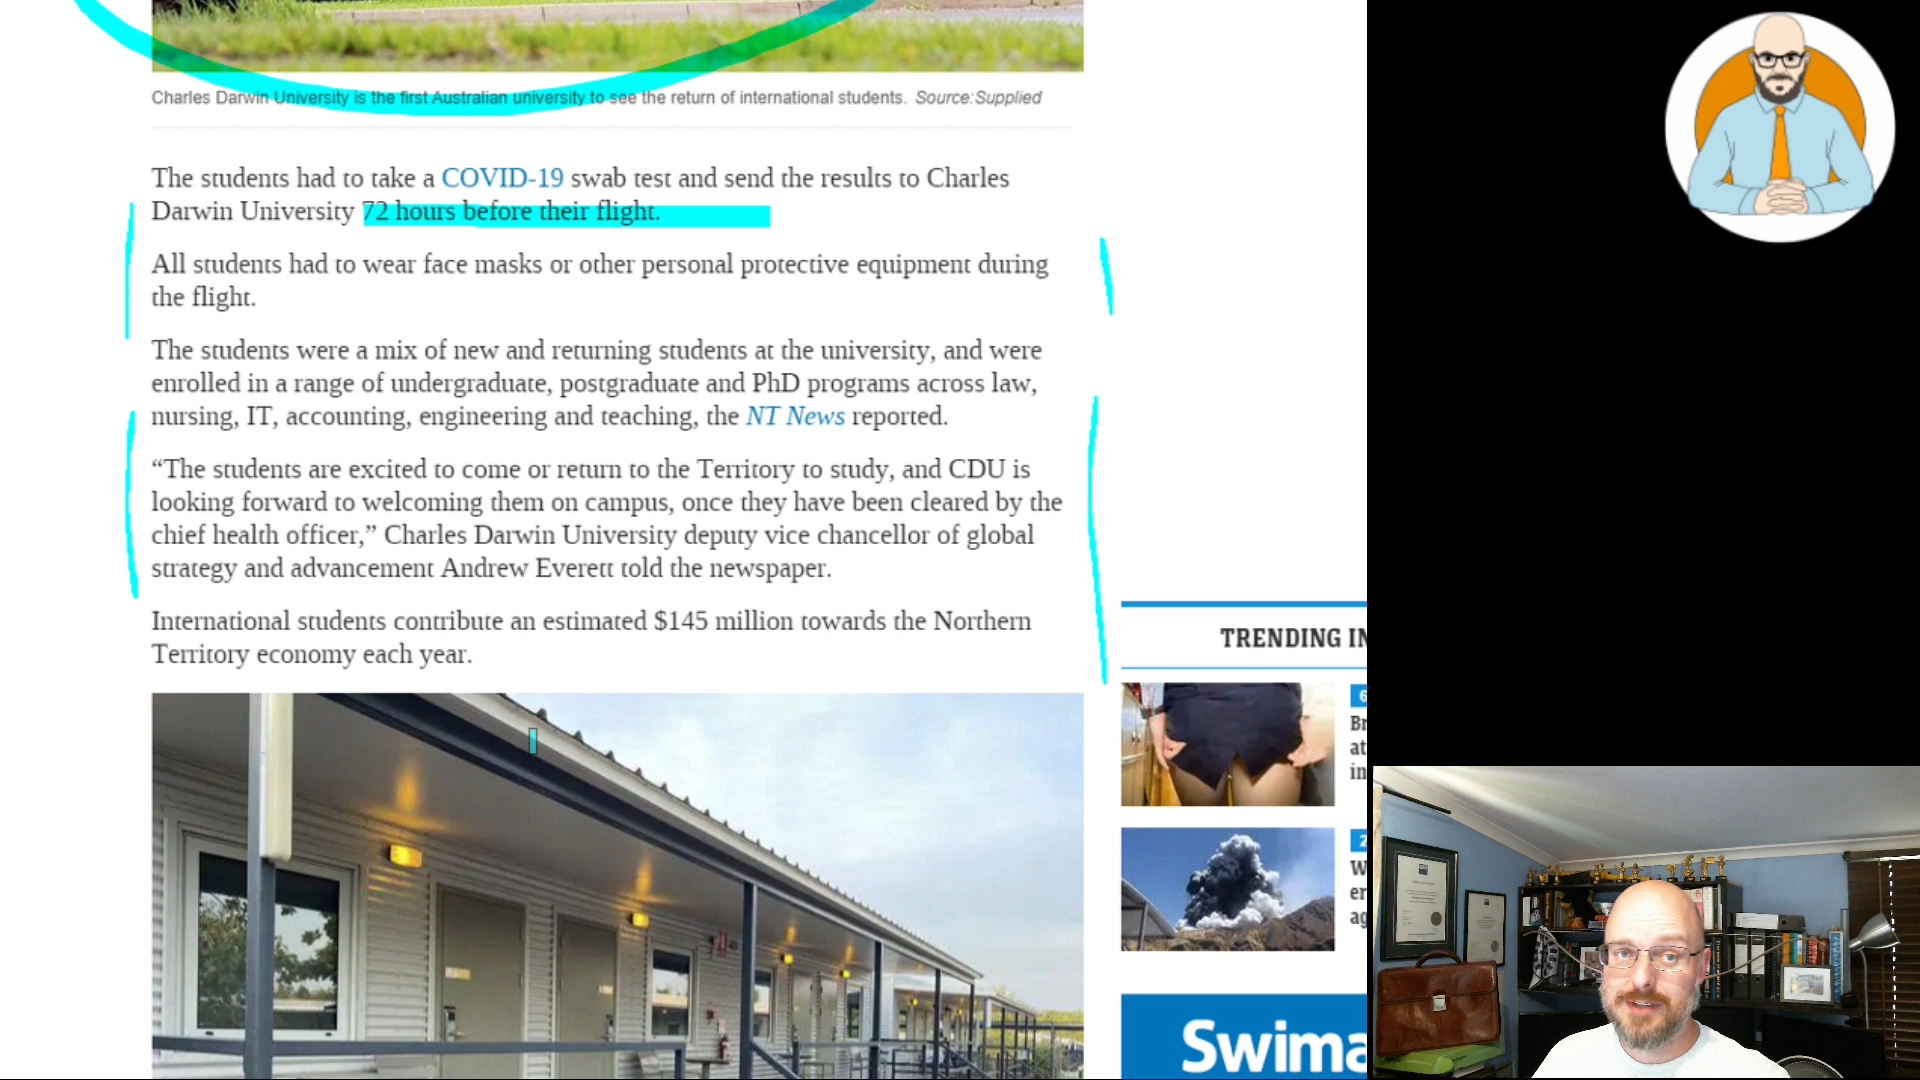 Charles Darwin University is the first Australian university to see the return of international students. Source:Supplied
The students had to take a COVID-19 swab test and send the results to Charles
Darwin University 72 hours before their flight.
All students had to wear face masks or other personal protective equipment during
the flight.
The students were a mix of new and returning students at the university, and were
enrolled in a range of undergraduate, postgraduate and PhD programs across law,
nursing, IT, accounting, engineering and teaching, the NT News reported.
“The students are excited to come or return to the Territory to study, and CDU is
looking forward to welcoming them on campus, once they have been cleared by the
chief health officer,” Charles Darwin University deputy vice chancellor of global
strategy and advancement Andrew Everett told the newspaper.
International students contribute an estimated $145 million towards the Northern
Territory economy each year.
TRENDING IN
6
Br
at
in
2
W
er
ag
Swima